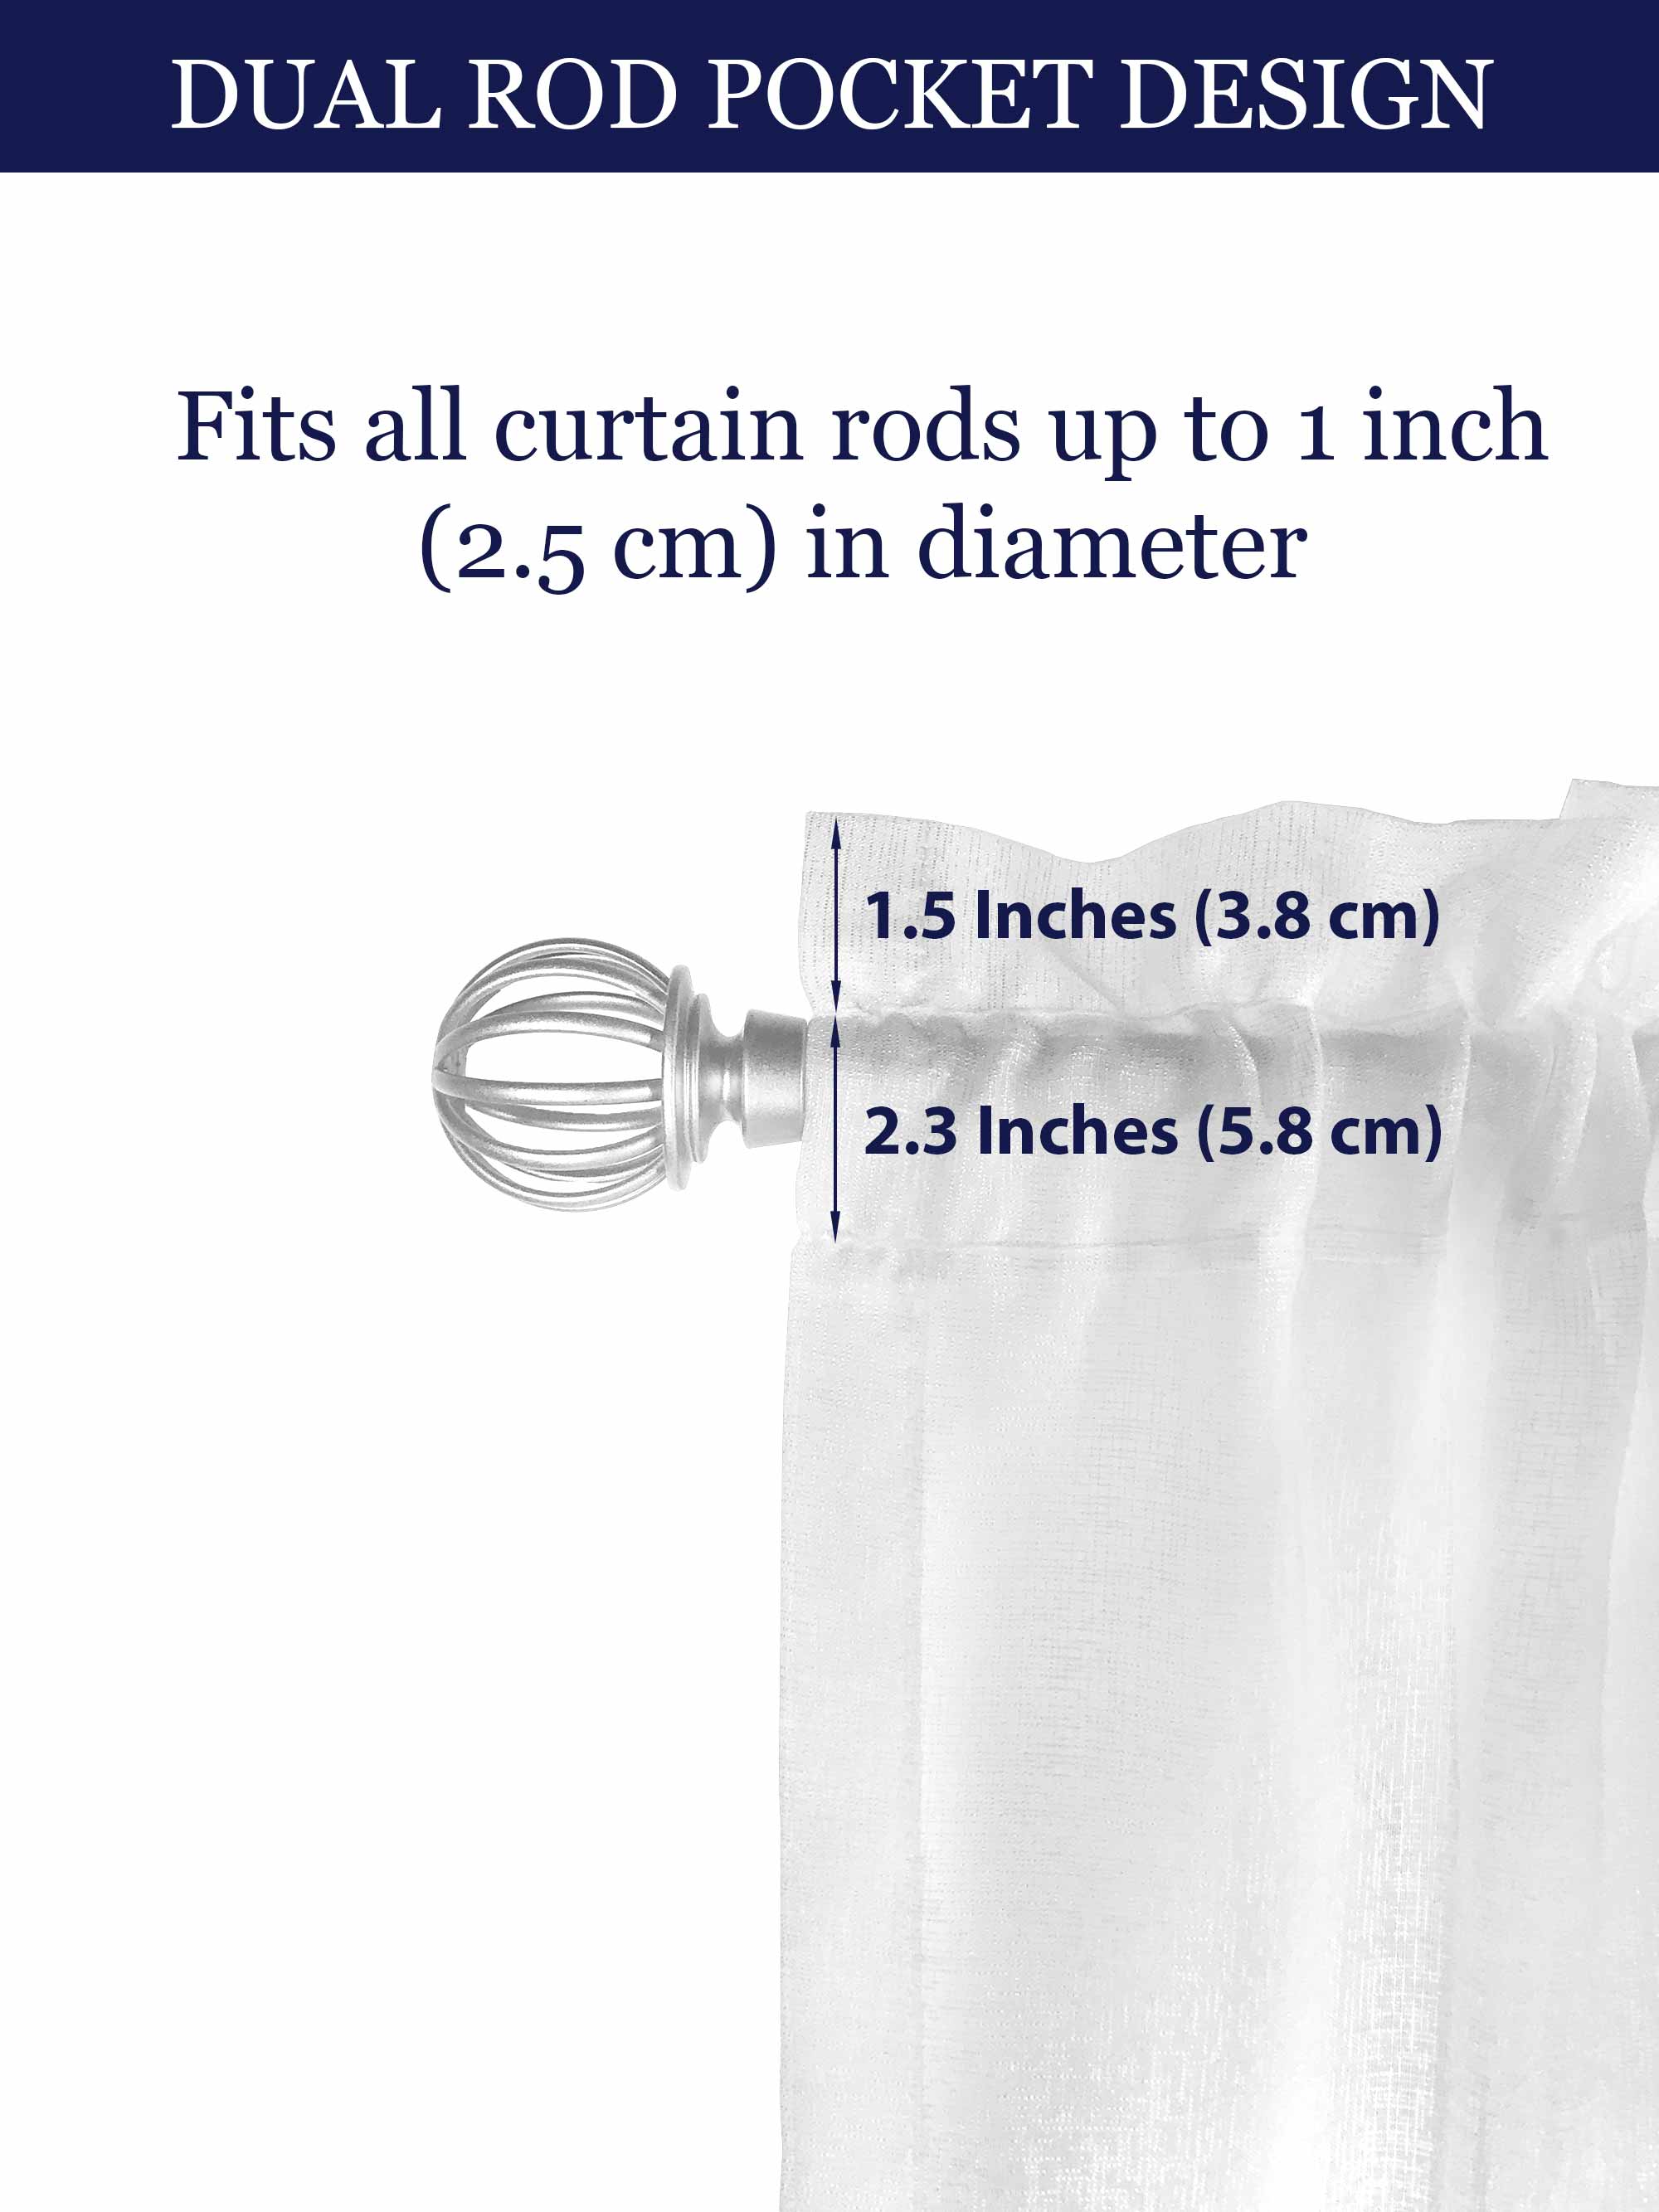 DUAL ROD POCKET DESIGN
Fits all curtain rods up to 1 inch
(2.5 cm) in diameter
1.5 Inches (3.8 cm)
2.3 Inches (5.8 cm)